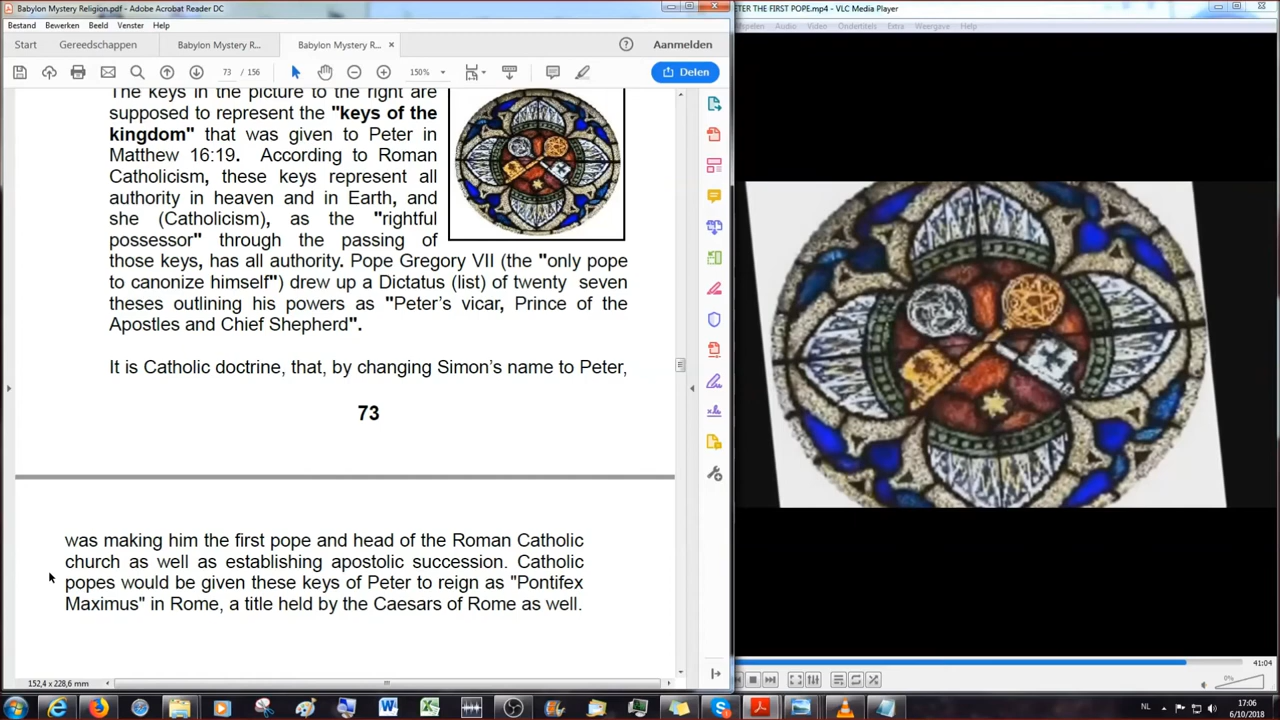 Babylon Mystery Religion.pdf - Adobe Acrobat Reader DC
Bestand Bewerken Beeld Venster Help
Start Gereedschappen Babylon Mystery R... Babylon Mystery R... × Aanmelden
73 / 156 150% Delen
The keys in the picture to the right are
supposed to represent the "keys of the
kingdom" that was given to Peter in
Matthew 16:19. According to Roman
Catholicism, these keys represent all
authority in heaven and in Earth, and
she (Catholicism), as the "rightful
possessor" through the passing of
those keys, has all authority. Pope Gregory VII (the "only pope
to canonize himself") drew up a Dictatus (list) of twenty seven
theses outlining his powers as "Peter's vicar, Prince of the
Apostles and Chief Shepherd".
It is Catholic doctrine, that, by changing Simon's name to Peter,
73
was making him the first pope and head of the Roman Catholic
church as well as establishing apostolic succession. Catholic
popes would be given these keys of Peter to reign as "Pontifex
Maximus" in Rome, a title held by the Caesars of Rome as well.
152,4 x 228,6 mm
ETER THE FIRST POPE.mp4 - VLC Media Player
fspelen Audio Video Ondertitels Extra Weergave Help
41:04
0%
NL 17:06
6/10/2018